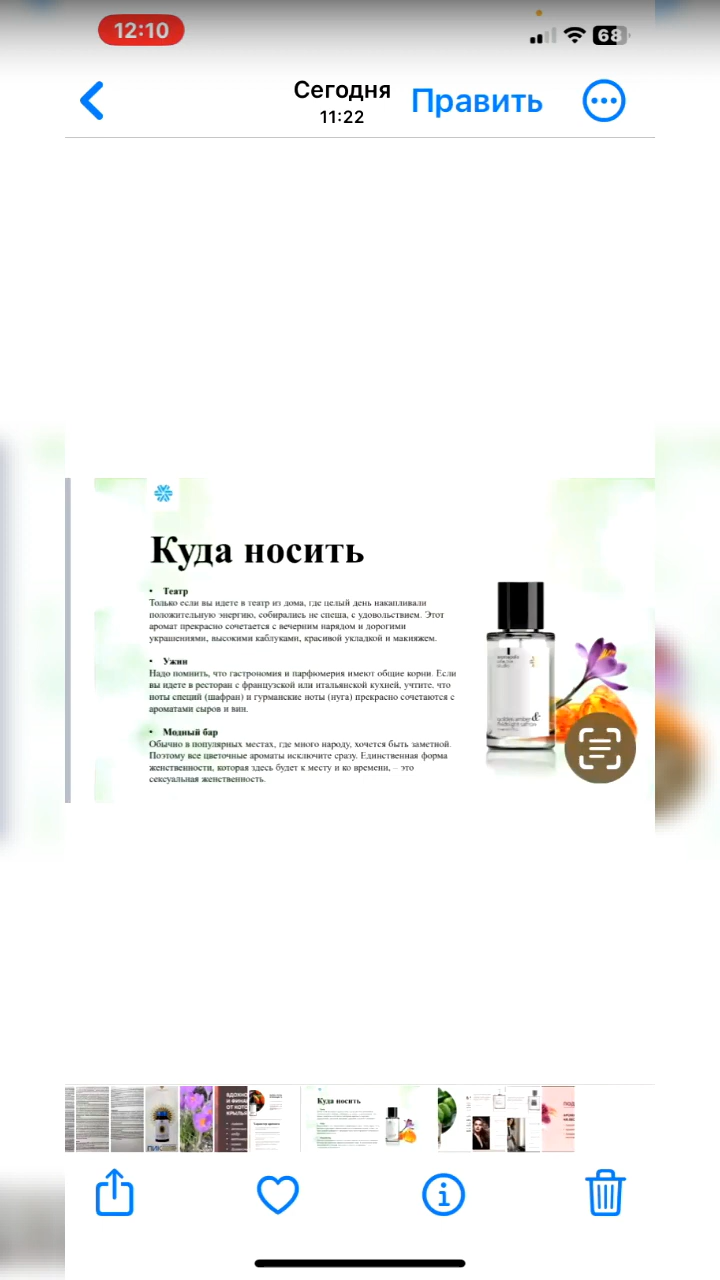 12:10
68
Сегодня
11:22
Править
Куда носить
• Театр
Только если вы идете в театр из дома, где целый день накапливали
положительную энергию, собирались не спеша, с удовольствием. Этот
аромат прекрасно сочетается с вечерним нарядом и дорогими
украшениями, высокими каблуками, красивой укладкой и макияжем.
• Ужин
Надо помнить, что гастрономия и парфюмерия имеют общие корни. Если
вы идете в ресторан с французской или итальянской кухней, учтите, что
ноты специй (шафран) и гурманские ноты (нуга) прекрасно сочетаются с
ароматами сыров и вин.
• Модный бар
Обычно в популярных местах, где много народу, хочется быть заметной.
Поэтому все цветочные ароматы исключите сразу. Единственная форма
женственности, которая здесь будет к месту и ко времени, – это
сексуальная женственность.
golden amber &
midnight saffron
Куда носить